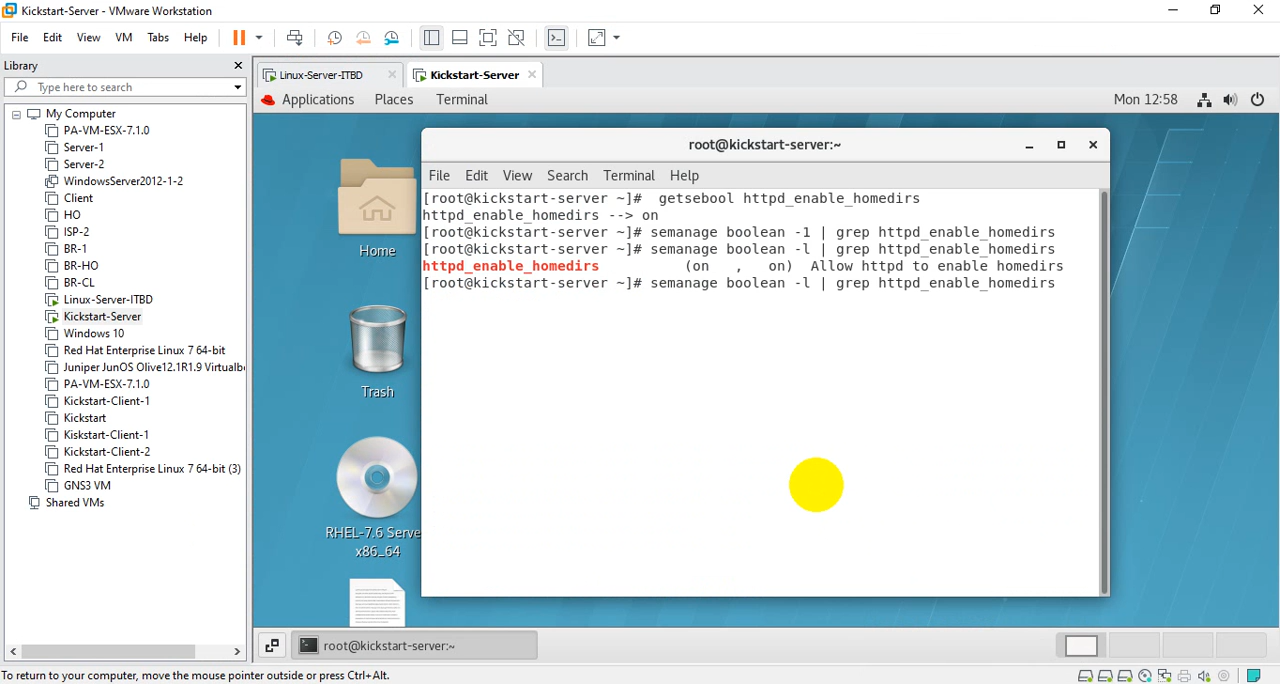 Kickstart-Server - VMware Workstation
File Edit View VM Tabs Help
Library
Type here to search
My Computer
PA-VM-ESX-7.1.0
Server-1
Server-2
WindowsServer2012-1-2
Client
HO
ISP-2
BR-1
BR-HO
BR-CL
Linux-Server-ITBD
Kickstart-Server
Windows 10
Red Hat Enterprise Linux 7 64-bit
Juniper JunOS Olive12.1R1.9 Virtualb
PA-VM-ESX-7.1.0
Kickstart-Client-1
Kickstart
Kiskstart-Client-1
Kickstart-Client-2
Red Hat Enterprise Linux 7 64-bit (3)
GNS3 VM
Shared VMs
Linux-Server-ITBD
Kickstart-Server
Applications Places Terminal Mon 12:58
Home
Trash
RHEL-7.6 Serve
x86_64
root@kickstart-server:~
File Edit View Search Terminal Help
[root@kickstart-server ~]#  getsebool httpd_enable_homedirs
httpd_enable_homedirs --> on
[root@kickstart-server ~]# semanage boolean -1 | grep httpd_enable_homedirs
[root@kickstart-server ~]# semanage boolean -l | grep httpd_enable_homedirs
httpd_enable_homedirs          (on   ,   on)  Allow httpd to enable homedirs
[root@kickstart-server ~]# semanage boolean -l | grep httpd_enable_homedirs
root@kickstart-server:~
To return to your computer, move the mouse pointer outside or press Ctrl+Alt.